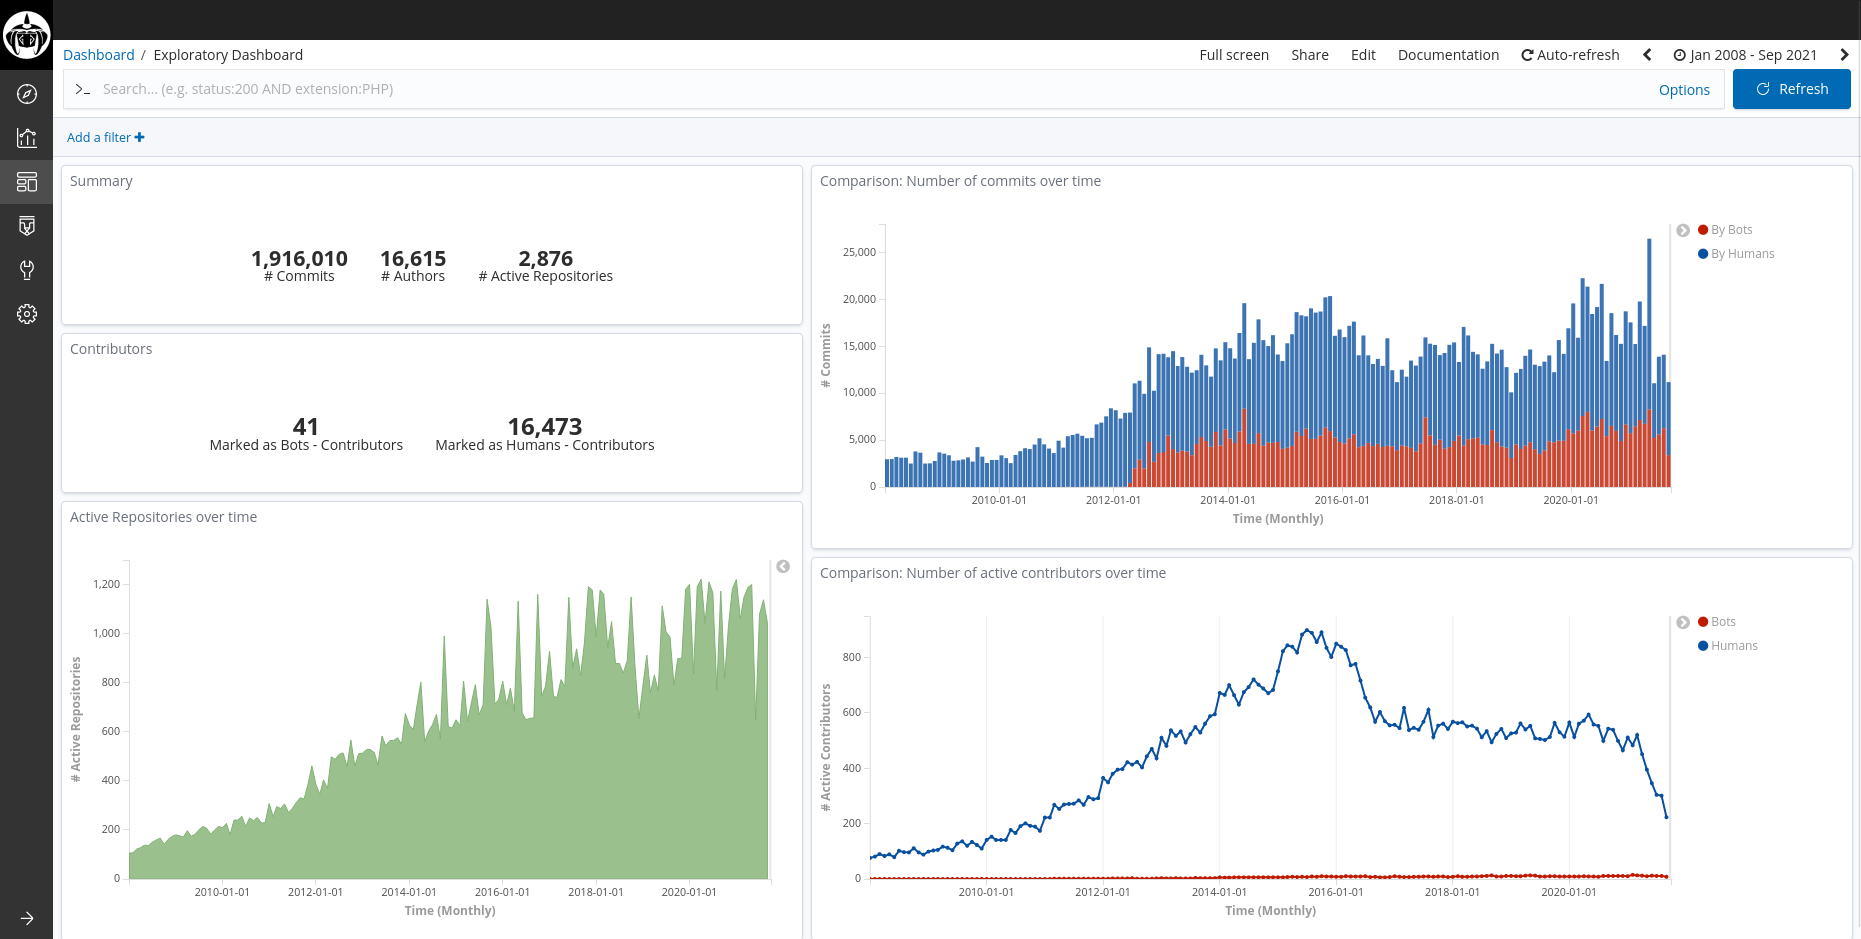 Dashboard / Exploratory Dashboard
Full screen Share Edit Documentation Auto-refresh Jan 2008 - Sep 2021
>_ Search... (e.g. status:200 AND extension:PHP)
Options
Refresh
Add a filter +
Summary
1,916,010 16,615 2,876
# Commits # Authors # Active Repositories
Contributors
41 16,473
Marked as Bots - Contributors Marked as Humans - Contributors
Active Repositories over time
# Active Repositories
1,200
1,000
800
600
400
200
0
2010-01-01 2012-01-01 2014-01-01 2016-01-01 2018-01-01 2020-01-01
Time (Monthly)
Comparison: Number of commits over time
# Commits
25,000
20,000
15,000
10,000
5,000
0
2010-01-01 2012-01-01 2014-01-01 2016-01-01 2018-01-01 2020-01-01
Time (Monthly)
By Bots
By Humans
Comparison: Number of active contributors over time
# Active Contributors
800
600
400
200
0
2010-01-01 2012-01-01 2014-01-01 2016-01-01 2018-01-01 2020-01-01
Time (Monthly)
Bots
Humans